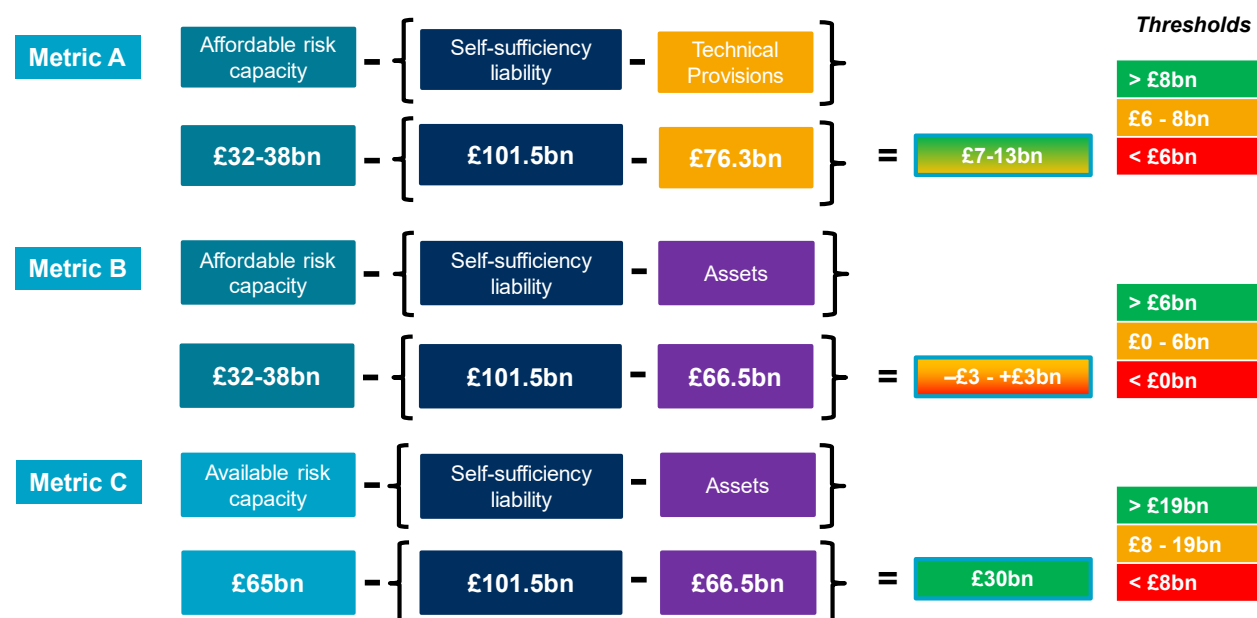 Thresholds
Metric A
Affordable risk
capacity
-
Self-sufficiency
liability
-
Technical
Provisions
> £8bn
£6 - 8bn
< £6bn
£32-38bn
-
£101.5bn
-
£76.3bn
=
£7-13bn
Metric B
Affordable risk
capacity
-
Self-sufficiency
liability
-
Assets
> £6bn
£0 - 6bn
< £0bn
£32-38bn
-
£101.5bn
-
£66.5bn
=
–£3 - +£3bn
Metric C
Available risk
capacity
-
Self-sufficiency
liability
-
Assets
> £19bn
£8 - 19bn
< £8bn
£65bn
-
£101.5bn
-
£66.5bn
=
£30bn